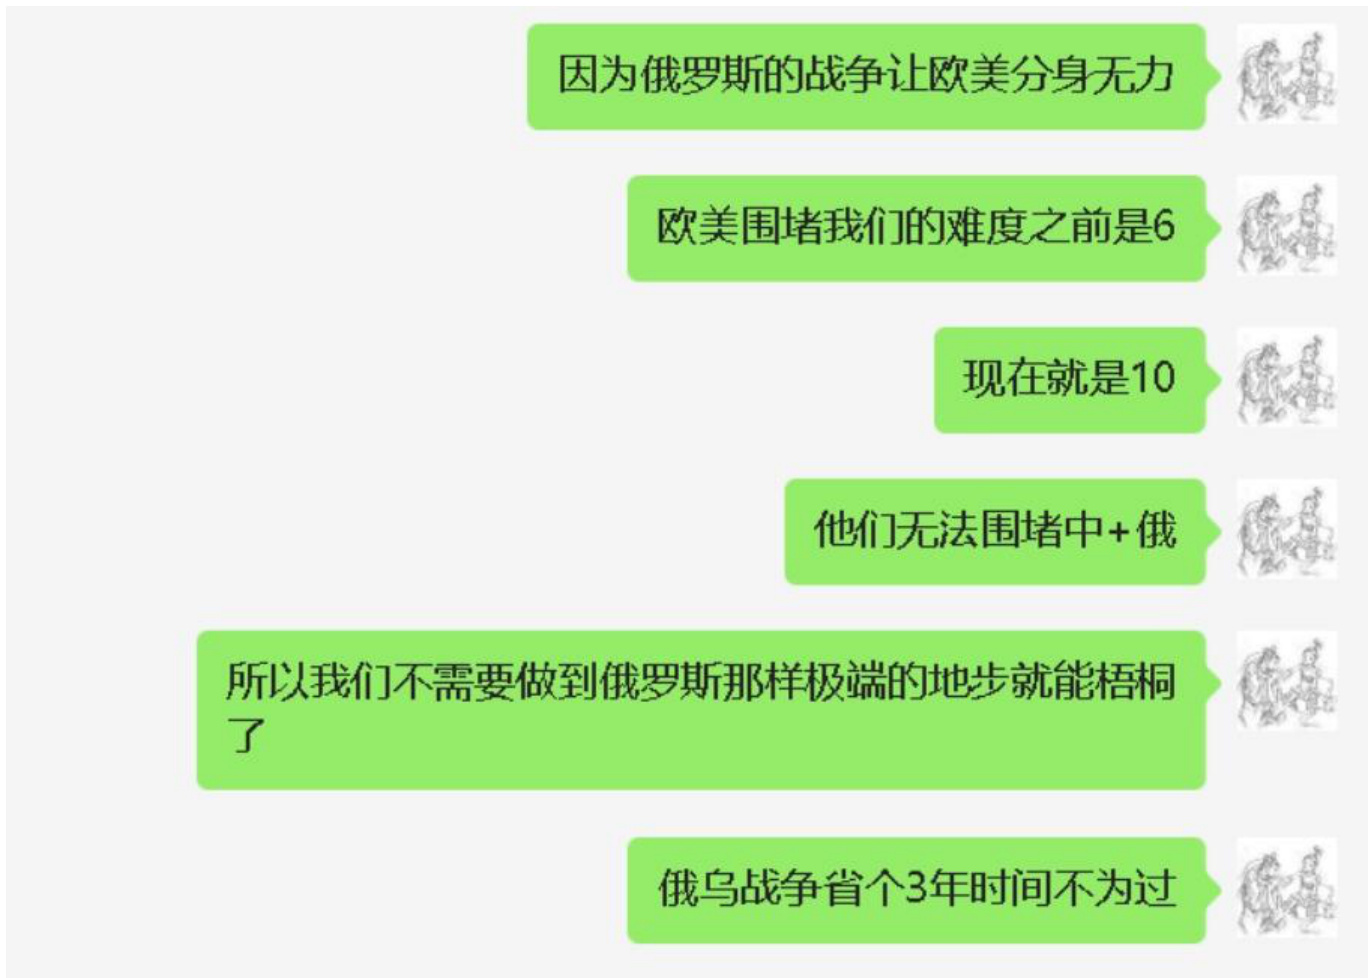 因为俄罗斯的战争让欧美分身无力
欧美围堵我们的难度之前是6
现在就是10
他们无法围堵中+俄
所以我们不需要做到俄罗斯那样极端的地步就能梧桐
了
俄乌战争省个3年时间不为过